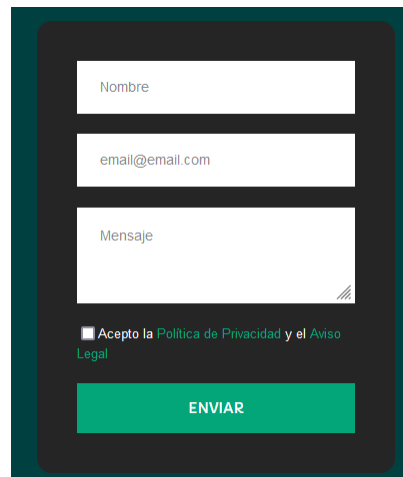 Nombre
email@email.com
Mensaje
Acepto la Política de Privacidad y el Aviso
Legal
ENVIAR